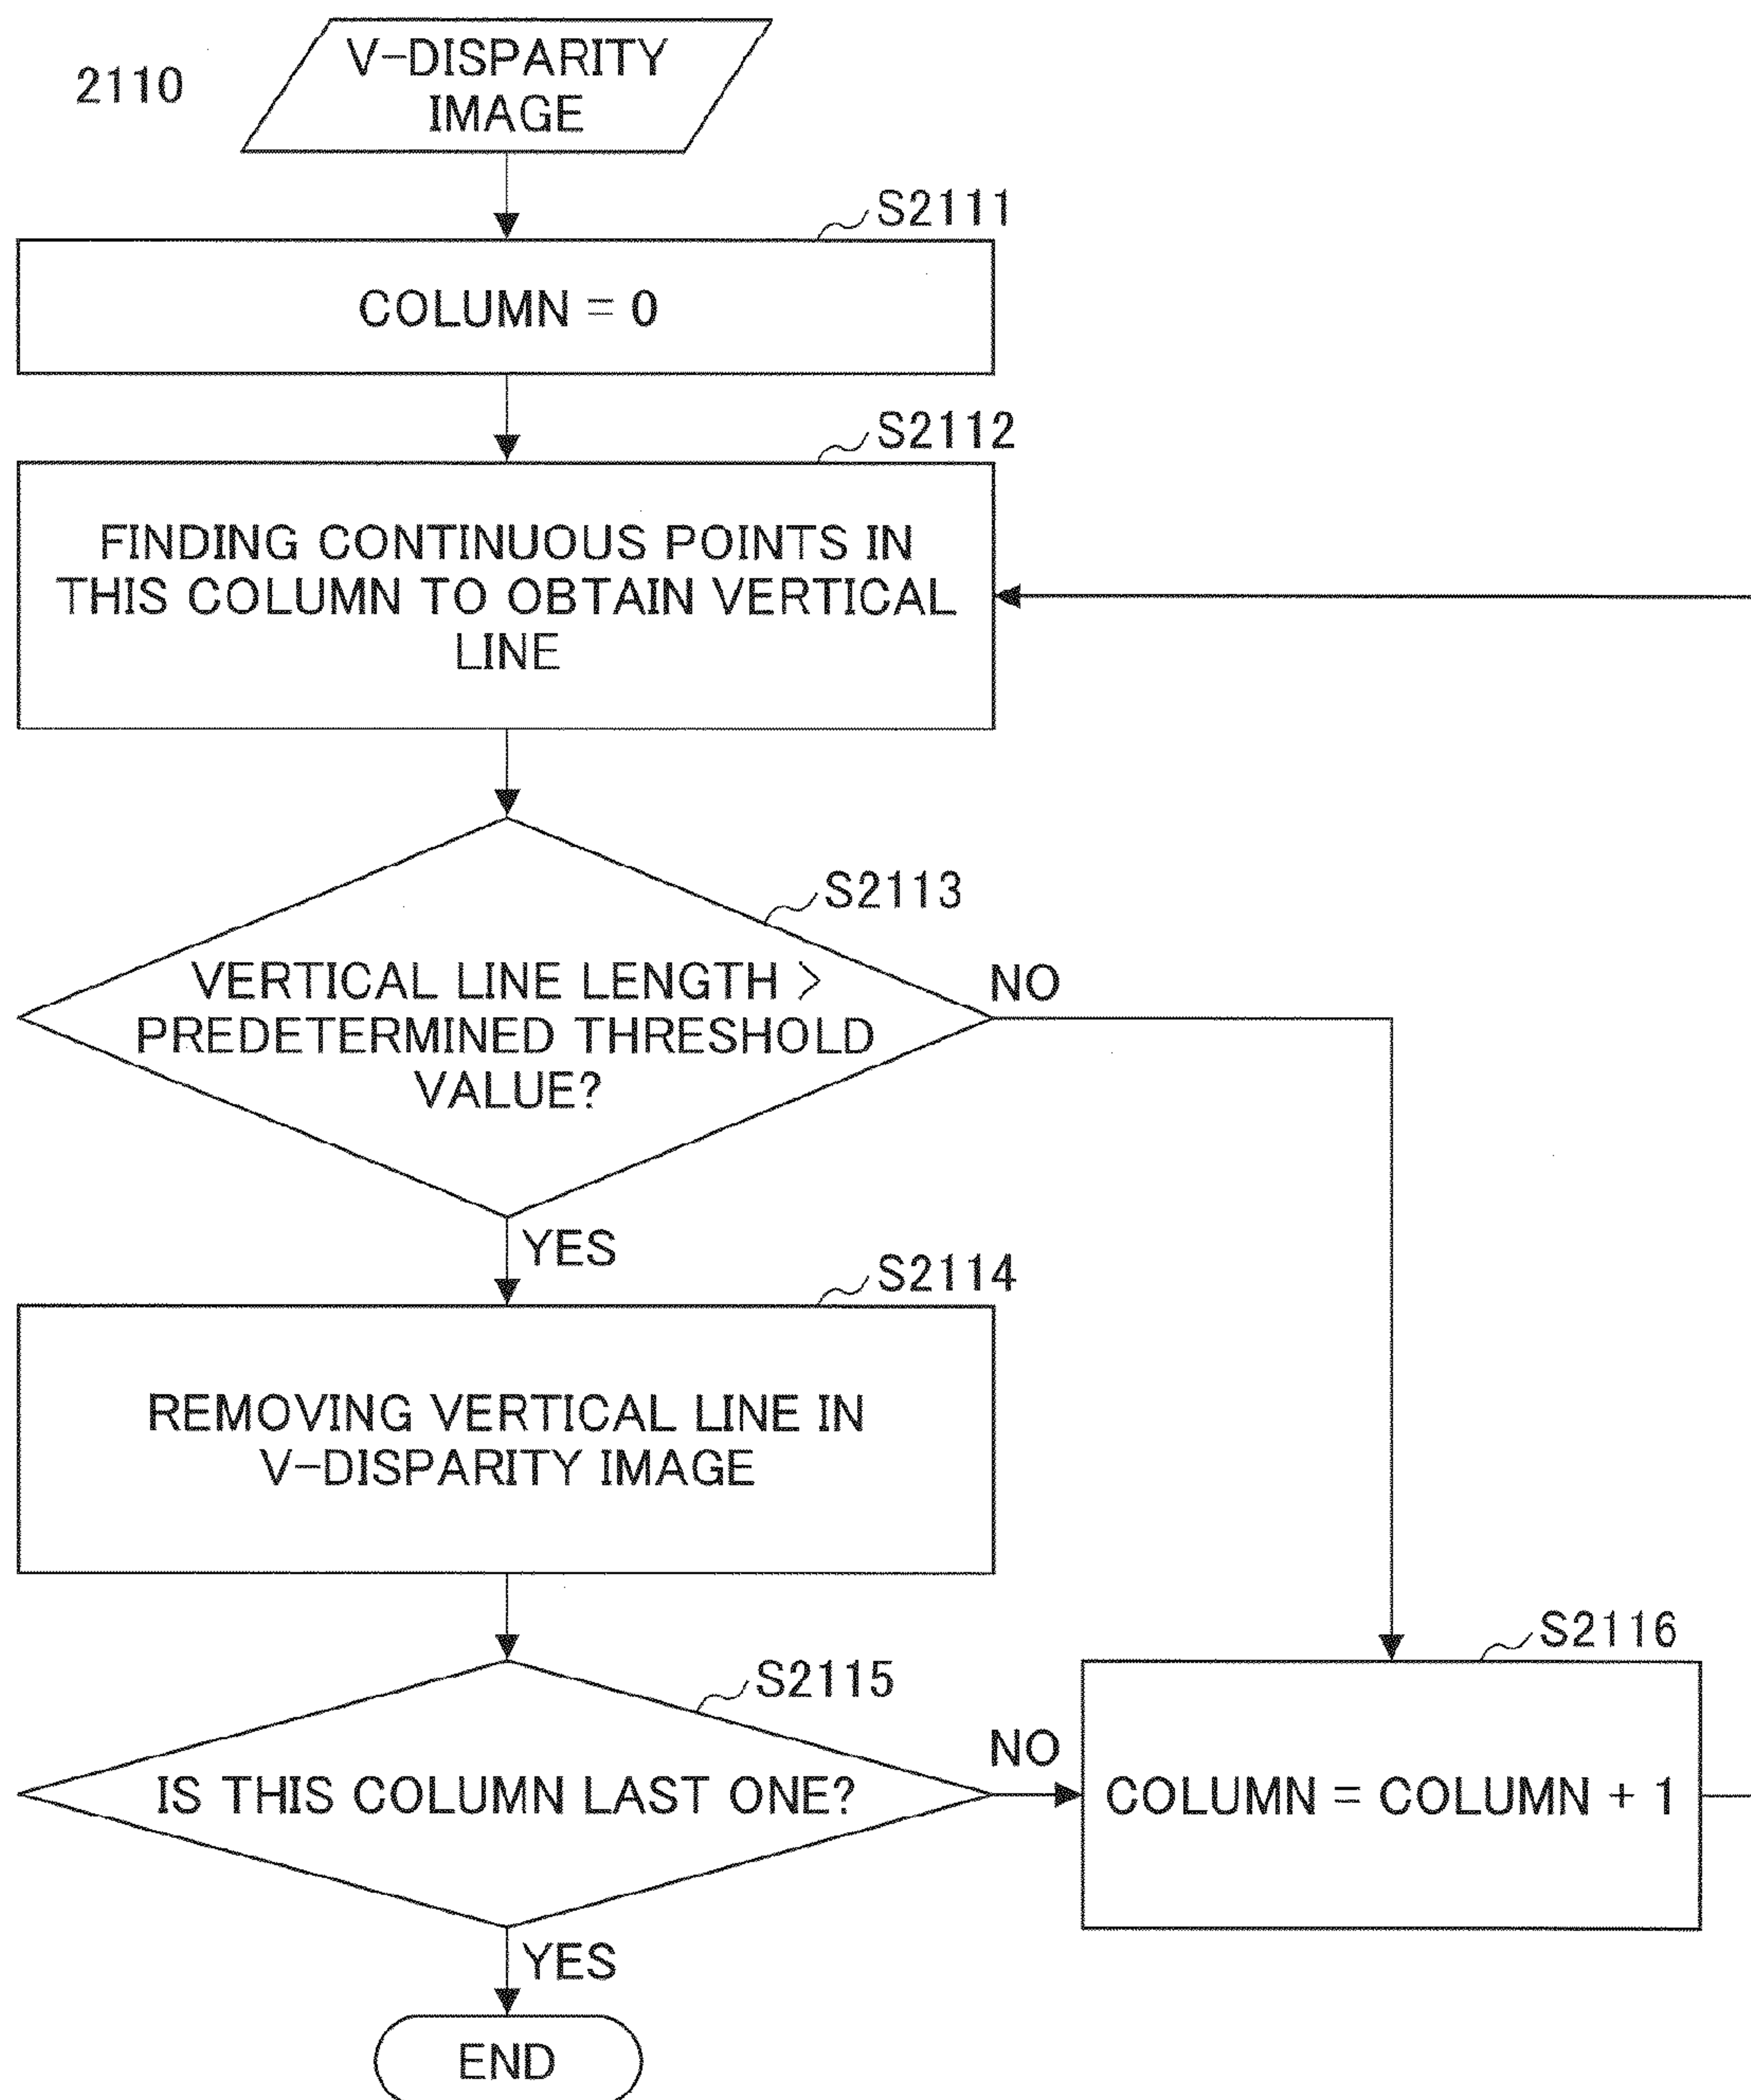 2110
V-DISPARITY
IMAGE
S2111
COLUMN = 0
S2112
FINDING CONTINUOUS POINTS IN
THIS COLUMN TO OBTAIN VERTICAL
LINE
S2113
VERTICAL LINE LENGTH >
PREDETERMINED THRESHOLD
VALUE?
NO
YES
S2114
REMOVING VERTICAL LINE IN
V-DISPARITY IMAGE
S2115
IS THIS COLUMN LAST ONE?
NO
S2116
COLUMN = COLUMN + 1
YES
END